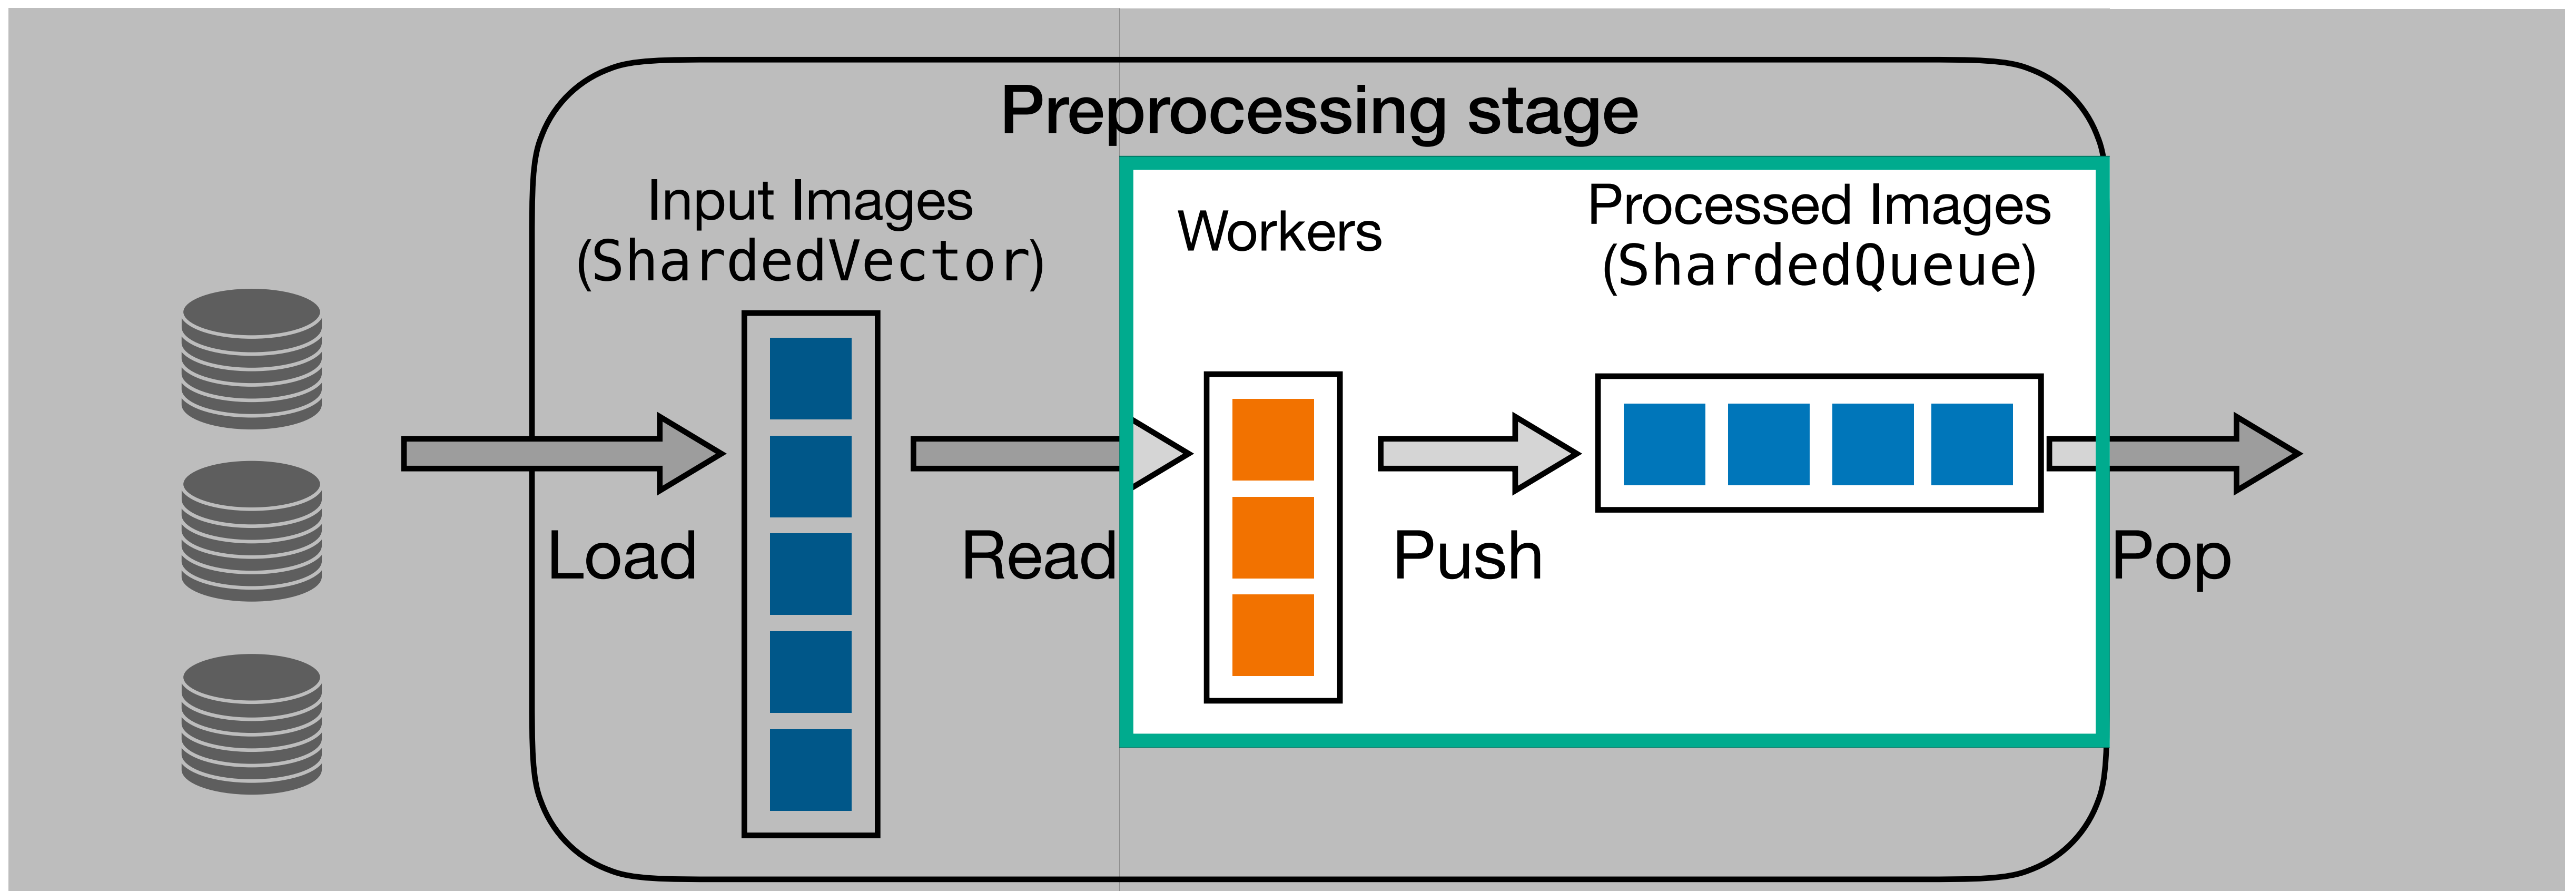 Preprocessing stage
Input Images
(ShardedVector)
Workers
Processed Images
(ShardedQueue)
Load
Read
Push
Pop